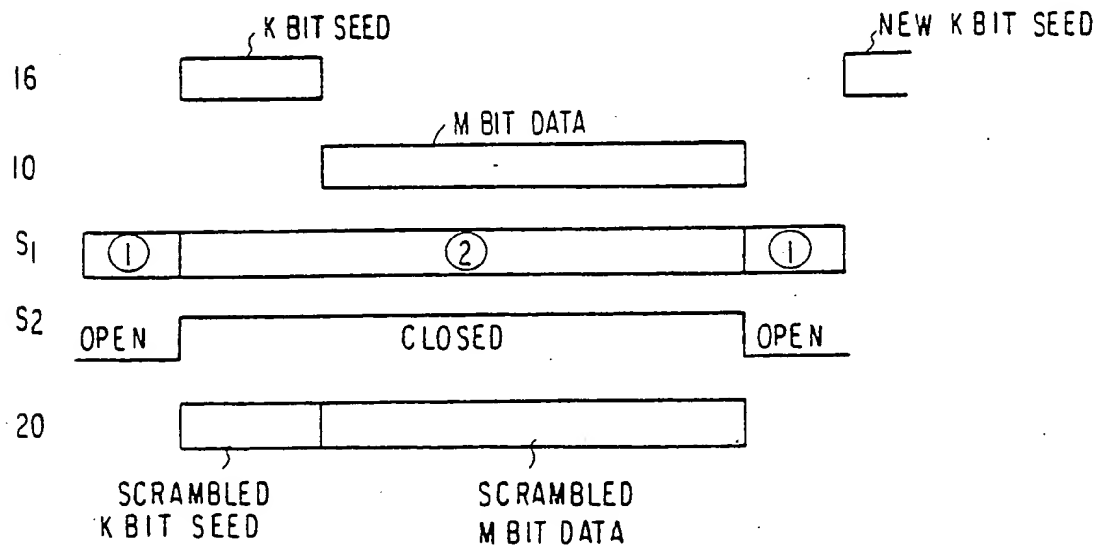 K BIT SEED
NEW K BIT SEED
16
M BIT DATA
10
S1
1
2
1
S2
OPEN
CLOSED
OPEN
20
SCRAMBLED
K BIT SEED
SCRAMBLED
M BIT DATA